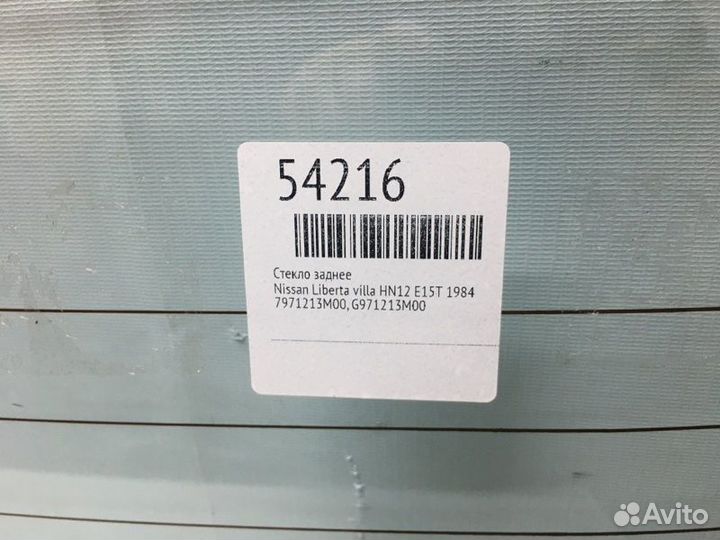 54216
Стекло заднее
Nissan Liberta villa HN12 E15T 1984
7971213M00, G971213M00
Avito